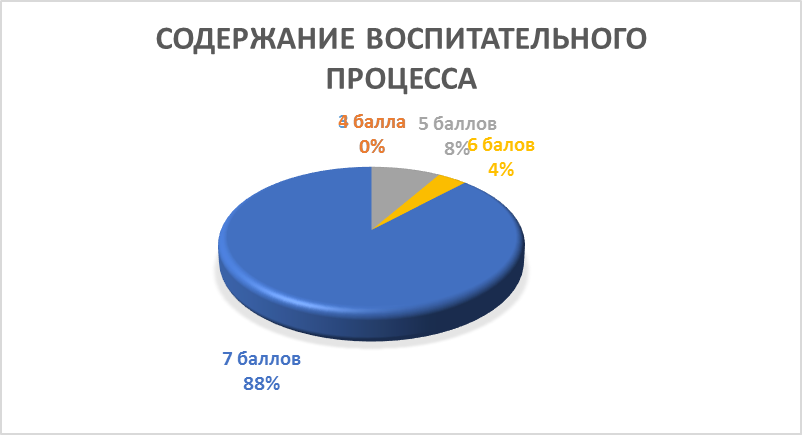 СОДЕРЖАНИЕ ВОСПИТАТЕЛЬНОГО
ПРОЦЕССА
балла
0%
5 баллов
8%
6 балов
4%
7 баллов
88%